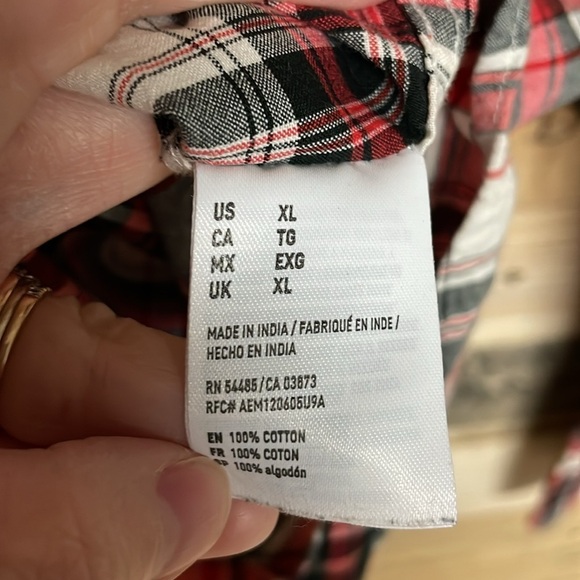 US XL
CA TG
MX EXG
UK XL
MADE IN INDIA / FABRIQUÉ EN INDE /
HECHO EN INDIA
RN 54485 / CA 03873
RFC# AEM120605U9A
EN 100% COTTON
FR 100% COTON
SP 100% algodón